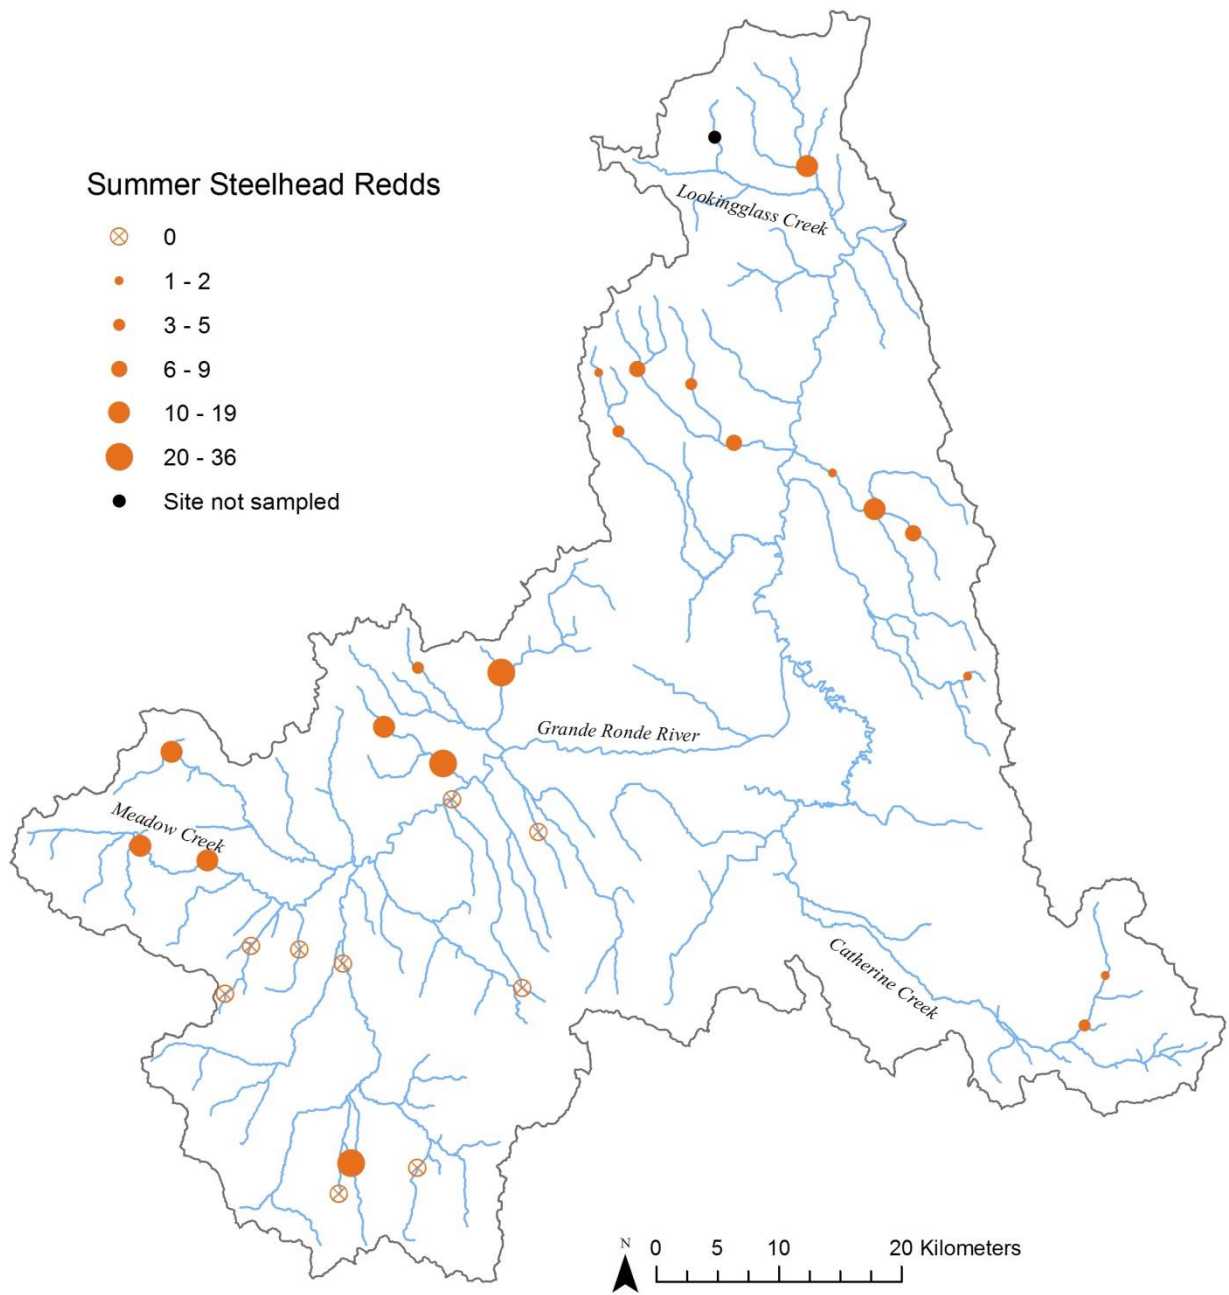 Summer Steelhead Redds
0
1 - 2
3 - 5
6 - 9
10 - 19
20 - 36
Site not sampled
Lookingglass Creek
Grande Ronde River
Meadow Creek
Catherine Creek
N
0 5 10 20 Kilometers